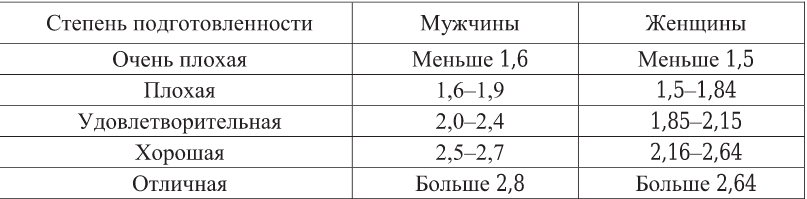 Степень подготовленности Мужчины Женщины
Очень плохая Меньше 1,6 Меньше 1,5
Плохая 1,6–1,9 1,5–1,84
Удовлетворительная 2,0–2,4 1,85–2,15
Хорошая 2,5–2,7 2,16–2,64
Отличная Больше 2,8 Больше 2,64